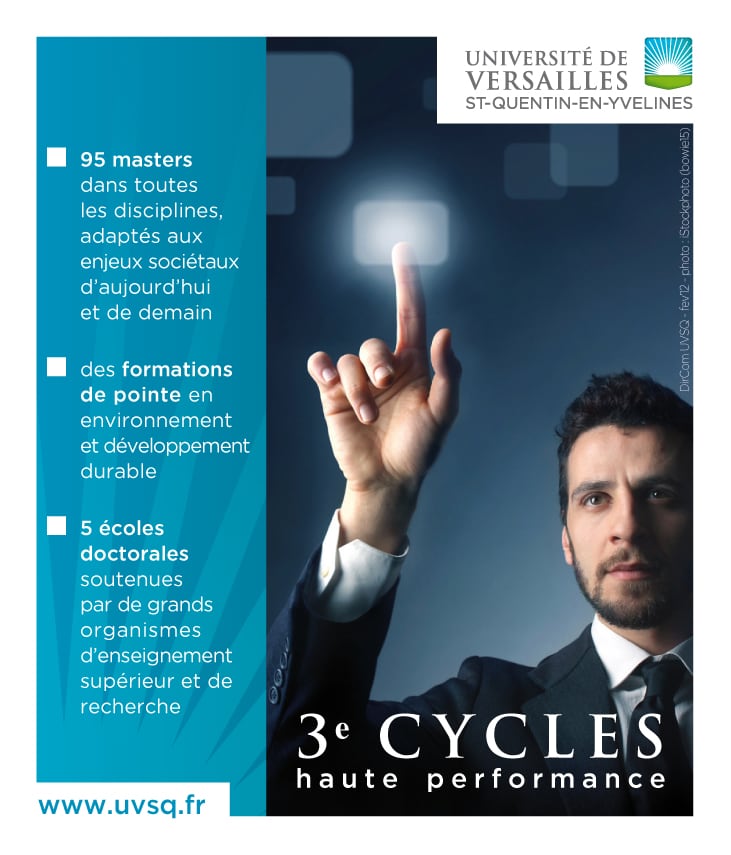 UNIVERSITÉ DE
VERSAILLES
ST-QUENTIN-EN-YVELINES
95 masters
dans toutes
les disciplines,
adaptés aux
enjeux sociétaux
d’aujourd’hui
et de demain
des formations
de pointe en
environnement
et développement
durable
5 écoles
doctorales
soutenues
par de grands
organismes
d’enseignement
supérieur et de
recherche
DirCom UVSQ - fev12 - photo : iStockphoto (bowie15)
3e CYCLES
haute performance
www.uvsq.fr